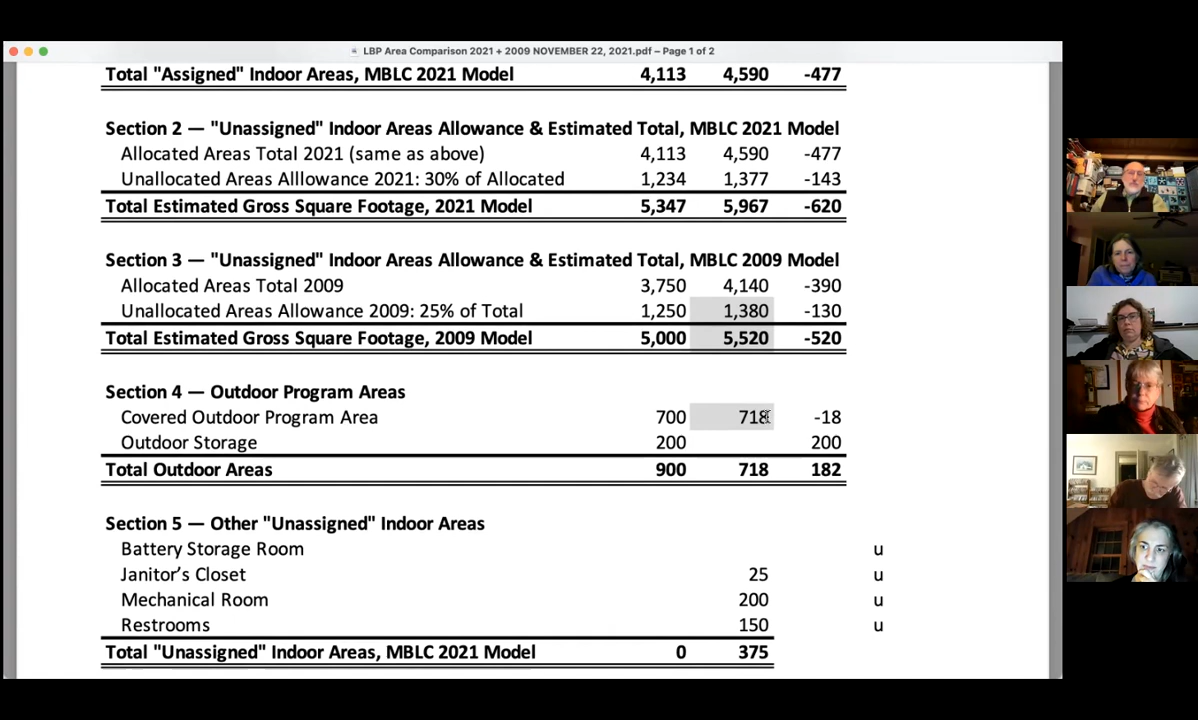 LBP Area Comparison 2021 + 2009 NOVEMBER 22, 2021.pdf — Page 1 of 2
Total "Assigned" Indoor Areas, MBLC 2021 Model 4,113 4,590 -477
Section 2 — "Unassigned" Indoor Areas Allowance & Estimated Total, MBLC 2021 Model
Allocated Areas Total 2021 (same as above) 4,113 4,590 -477
Unallocated Areas Alllowance 2021: 30% of Allocated 1,234 1,377 -143
Total Estimated Gross Square Footage, 2021 Model 5,347 5,967 -620
Section 3 — "Unassigned" Indoor Areas Allowance & Estimated Total, MBLC 2009 Model
Allocated Areas Total 2009 3,750 4,140 -390
Unallocated Areas Allowance 2009: 25% of Total 1,250 1,380 -130
Total Estimated Gross Square Footage, 2009 Model 5,000 5,520 -520
Section 4 — Outdoor Program Areas
Covered Outdoor Program Area 700 718 -18
Outdoor Storage 200 200
Total Outdoor Areas 900 718 182
Section 5 — Other "Unassigned" Indoor Areas
Battery Storage Room u
Janitor's Closet 25 u
Mechanical Room 200 u
Restrooms 150 u
Total "Unassigned" Indoor Areas, MBLC 2021 Model 0 375